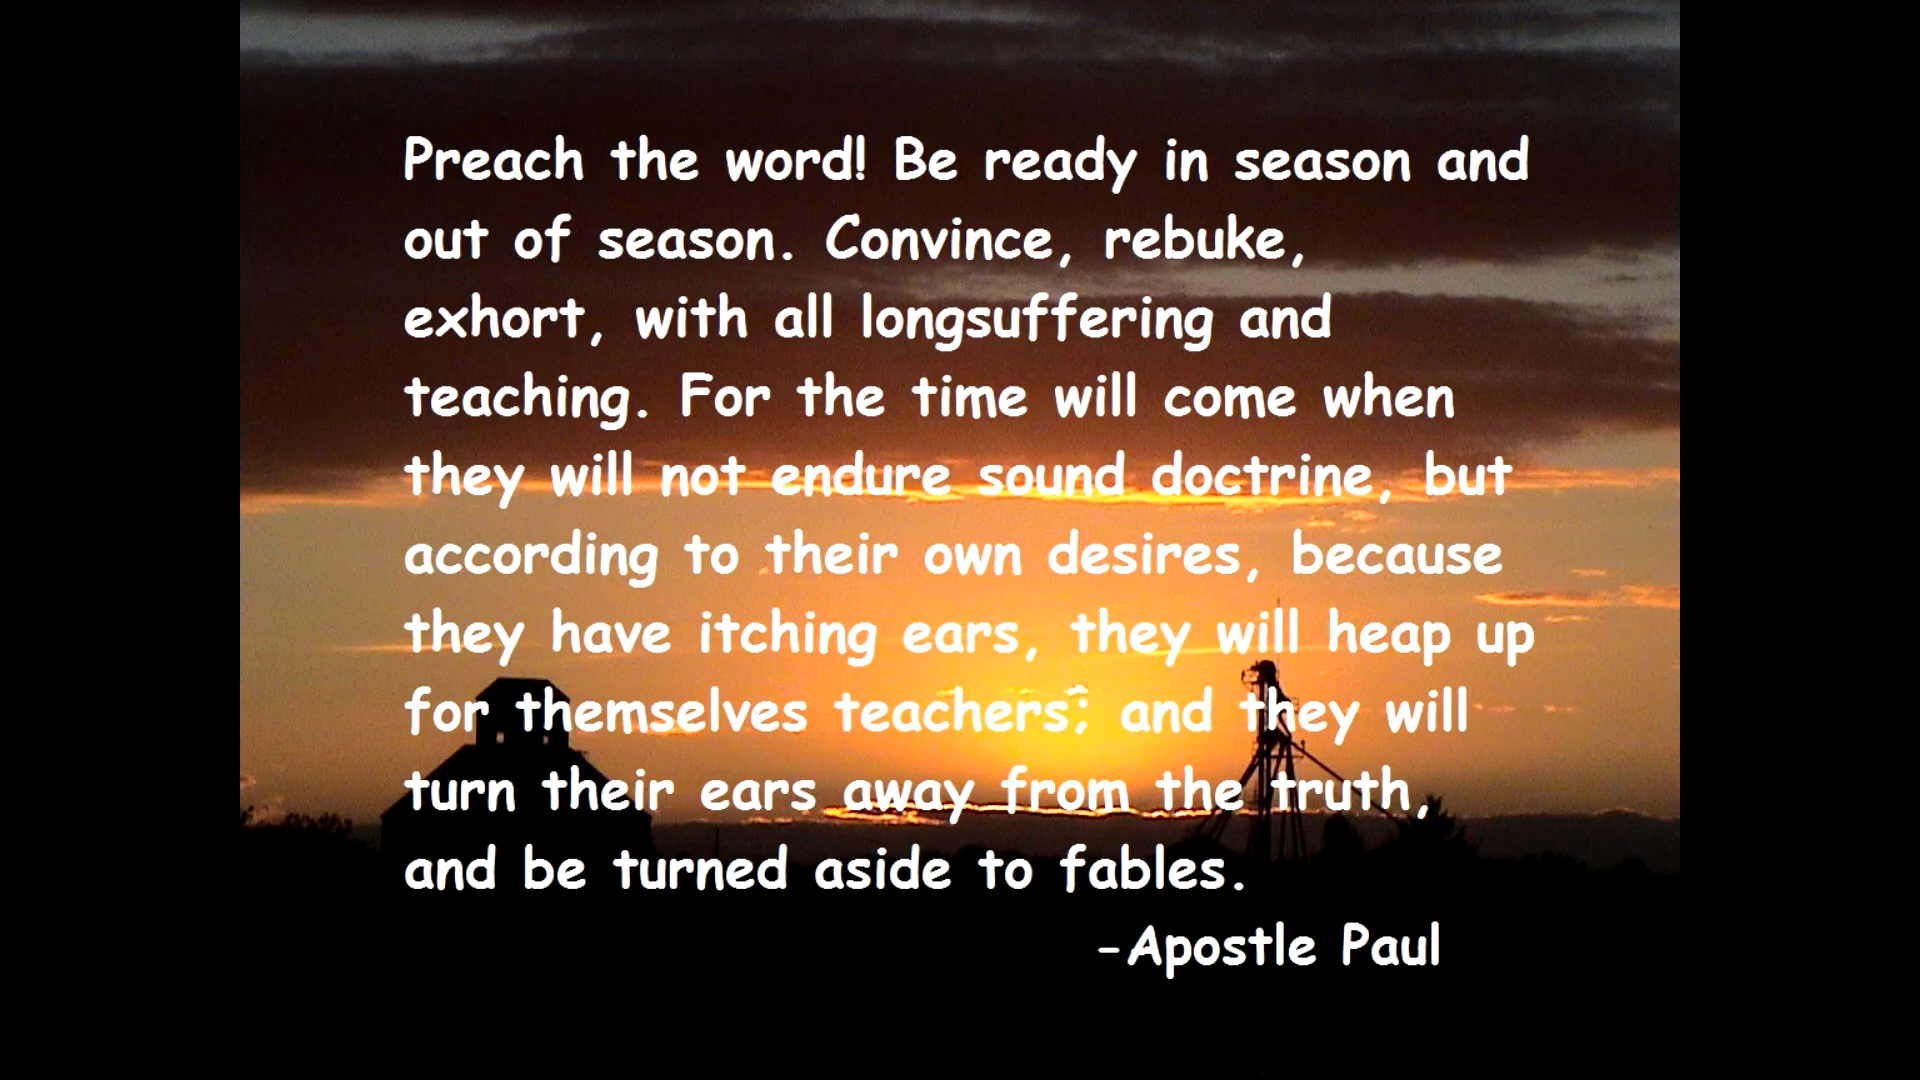 Preach the word! Be ready in season and
out of season. Convince, rebuke,
exhort, with all longsuffering and
teaching. For the time will come when
they will not endure sound doctrine, but
according to their own desires, because
they have itching ears, they will heap up
for themselves teachers; and they will
turn their ears away from the truth,
and be turned aside to fables.
-Apostle Paul